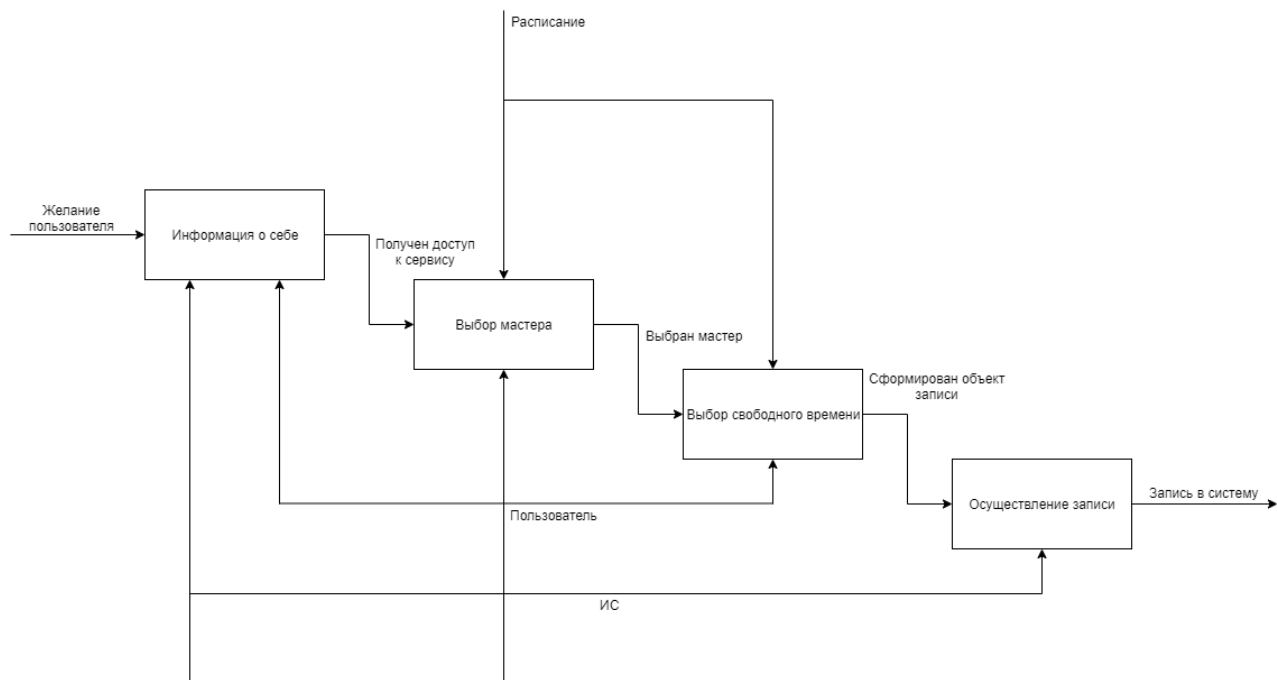 Расписание
Желание
пользователя
Информация о себе
Получен доступ
к сервису
Выбор мастера
Выбран мастер
Сформирован объект
записи
Выбор свободного времени
Запись в систему
Осуществление записи
Пользователь
ИС